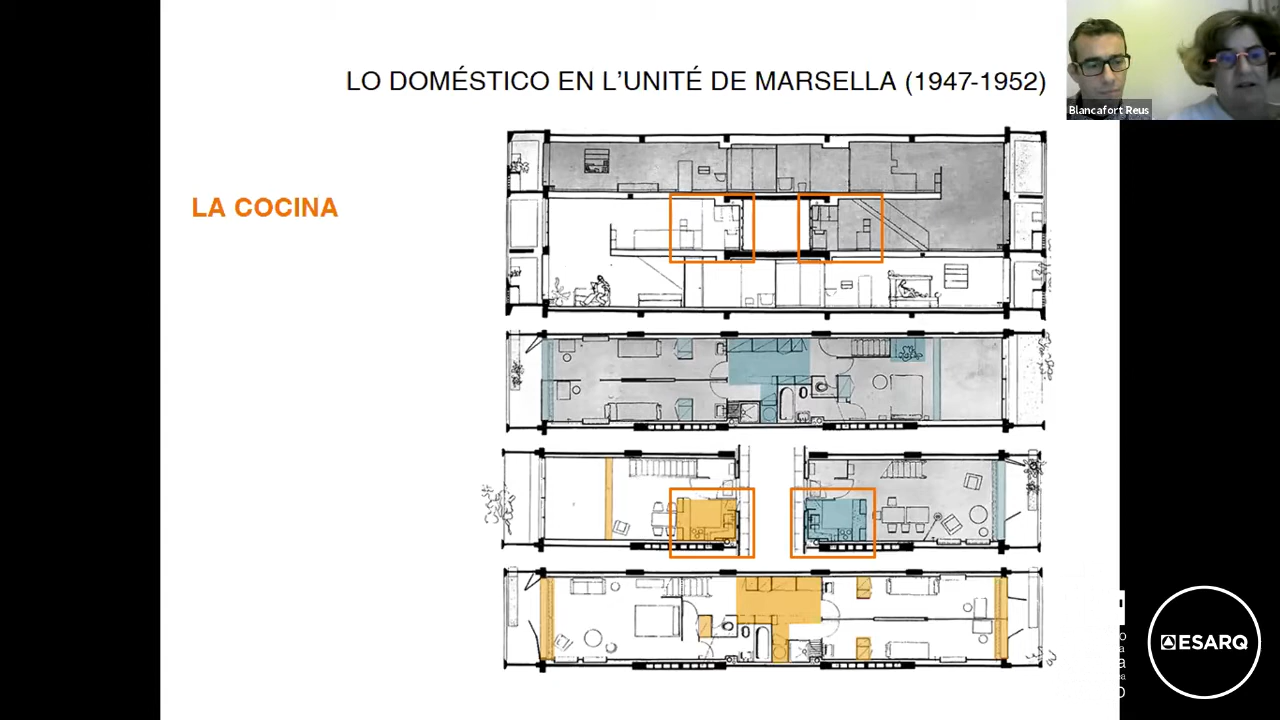 LO DOMÉSTICO EN L'UNITÉ DE MARSELLA (1947-1952)
Blancafort Reus
LA COCINA
ESARQ